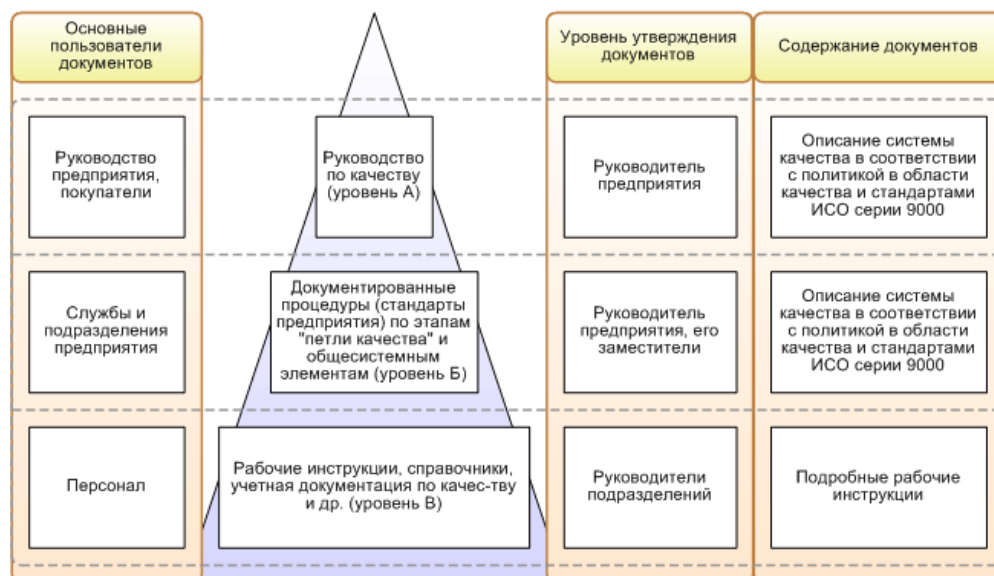 Основные
пользователи
документов
Уровень утверждения
документов
Содержание документов
Руководство
предприятия,
покупатели
Руководство
по качеству
(уровень А)
Руководитель
предприятия
Описание системы
качества в соответствии
с политикой в области
качества и стандартами
ИСО серии 9000
Службы и
подразделения
предприятия
Документированные
процедуры (стандарты
предприятия) по этапам
"петли качества" и
общесистемным
элементам (уровень Б)
Руководитель
предприятия, его
заместители
Описание системы
качества в соответствии
с политикой в области
качества и стандартами
ИСО серии 9000
Персонал
Рабочие инструкции, справочники,
учетная документация по качес-тву
и др. (уровень В)
Руководители
подразделений
Подробные рабочие
инструкции